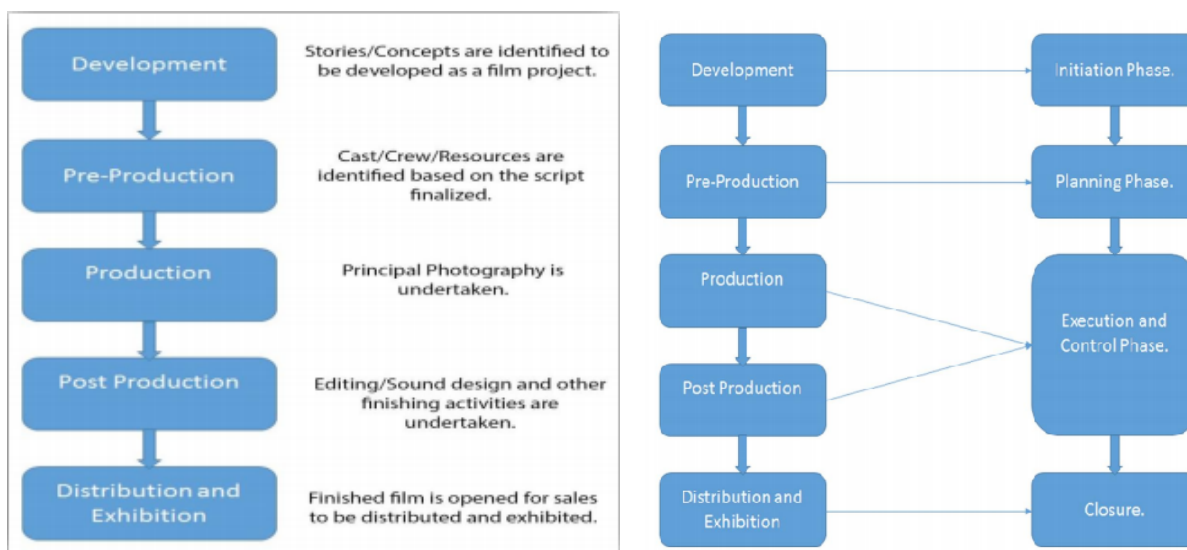 Development
Stories/Concepts are identified to
be developed as a film project.
Pre-Production
Cast/Crew/Resources are
identified based on the script
finalized.
Production
Principal Photography is
undertaken.
Post Production
Editing/Sound design and other
finishing activities are
undertaken.
Distribution and
Exhibition
Finished film is opened for sales
to be distributed and exhibited.
Development
Initiation Phase.
Pre-Production
Planning Phase.
Production
Execution and
Control Phase.
Post Production
Distribution and
Exhibition
Closure.